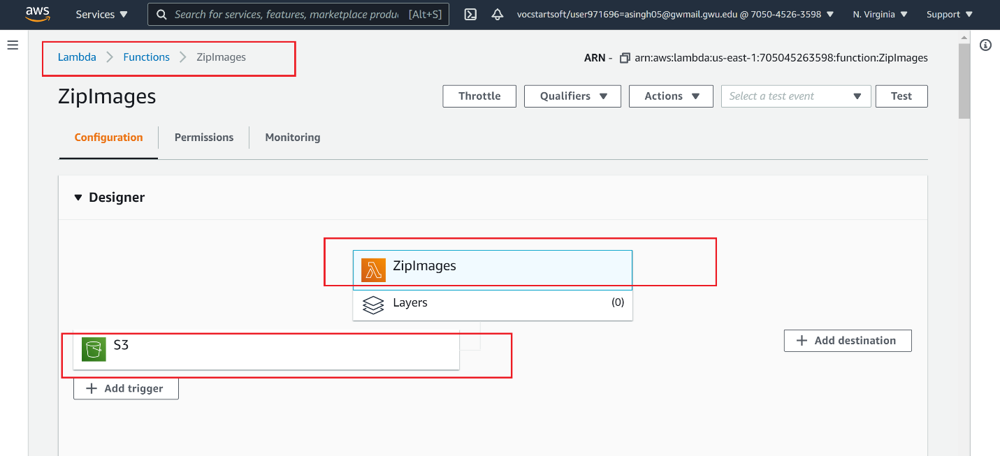 aws Services Search for services, features, marketplace produ [Alt+S] vocstartsoft/user971696=asingh05@gwmail.gwu.edu @ 7050-4526-3598 N. Virginia Support
Lambda Functions ZipImages ARN - arn:aws:lambda:us-east-1:705045263598:function:ZipImages
ZipImages Throttle Qualifiers Actions Select a test event Test
Configuration Permissions Monitoring
Designer
ZipImages
Layers (0)
S3
+ Add destination
+ Add trigger